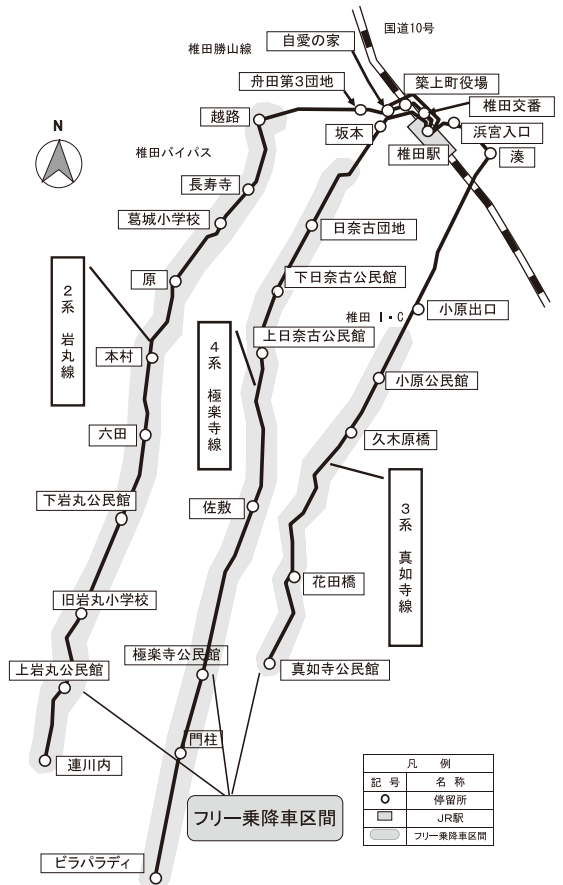 国道10号
自愛の家
椎田勝山線
舟田第3団地
築上町役場
越路
椎田交番
坂本
浜宮入口
椎田駅
湊
N
椎田バイパス
長寿寺
葛城小学校
日奈古団地
原
下日奈古公民館
2系 岩丸線
小原出口
椎田 I・C
上日奈古公民館
4系 極楽寺線
本村
小原公民館
六田
久木原橋
下岩丸公民館
佐敷
3系 真如寺線
花田橋
旧岩丸小学校
極楽寺公民館
真如寺公民館
上岩丸公民館
門柱
連川内
フリー乗降車区間
ビラパラディ
凡 例
記 号 名 称
停留所
JR駅
フリー乗降車区間